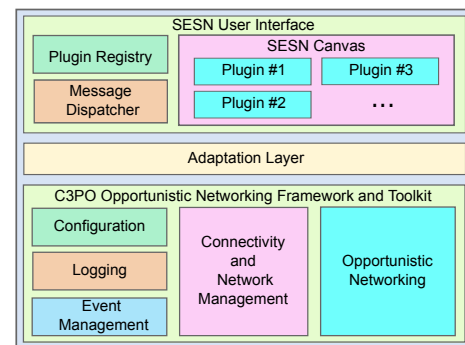 SESN User Interface
Plugin Registry
Message
Dispatcher
SESN Canvas
Plugin #1
Plugin #3
Plugin #2
...
Adaptation Layer
C3PO Opportunistic Networking Framework and Toolkit
Configuration
Logging
Event
Management
Connectivity
and
Network
Management
Opportunistic
Networking